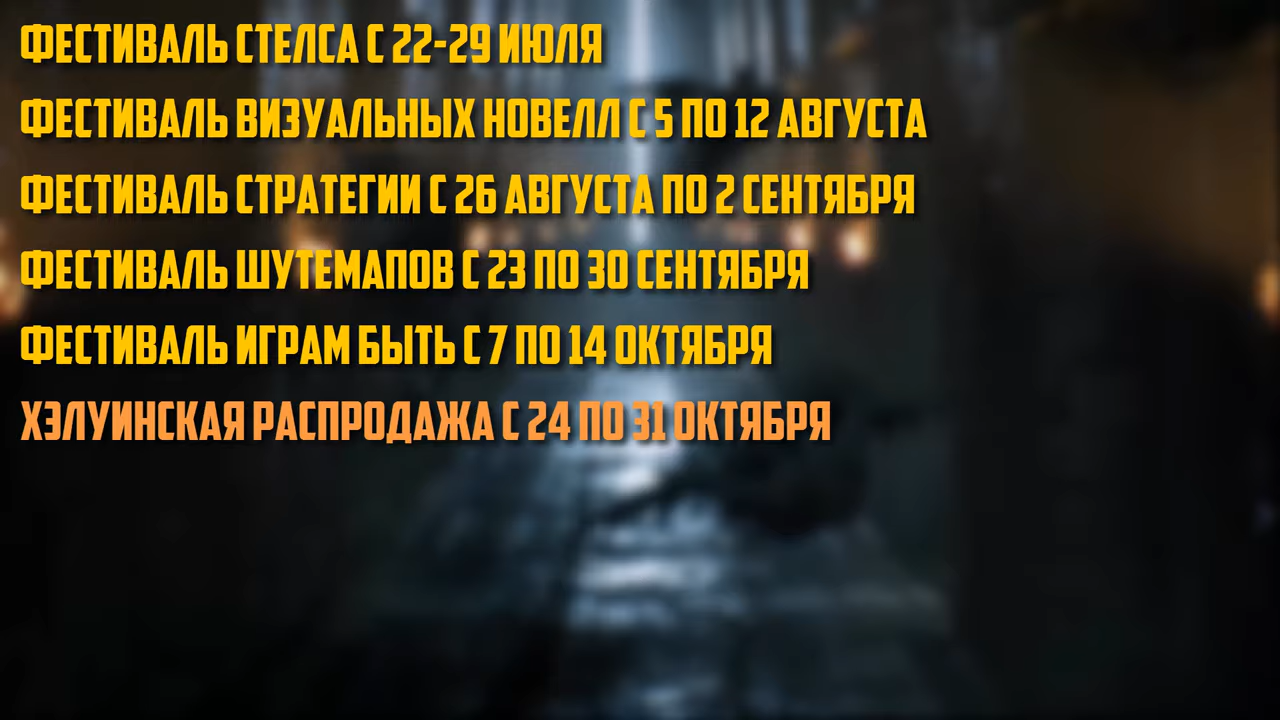 ФЕСТИВАЛЬ СТЕЛСА С 22-29 ИЮЛЯ
ФЕСТИВАЛЬ ВИЗУАЛЬНЫХ НОВЕЛЛ С 5 ПО 12 АВГУСТА
ФЕСТИВАЛЬ СТРАТЕГИИ С 26 АВГУСТА ПО 2 СЕНТЯБРЯ
ФЕСТИВАЛЬ ШУТЕМАПОВ С 23 ПО 30 СЕНТЯБРЯ
ФЕСТИВАЛЬ ИГРАМ БЫТЬ С 7 ПО 14 ОКТЯБРЯ
ХЭЛУИНСКАЯ РАСПРОДАЖА С 24 ПО 31 ОКТЯБРЯ